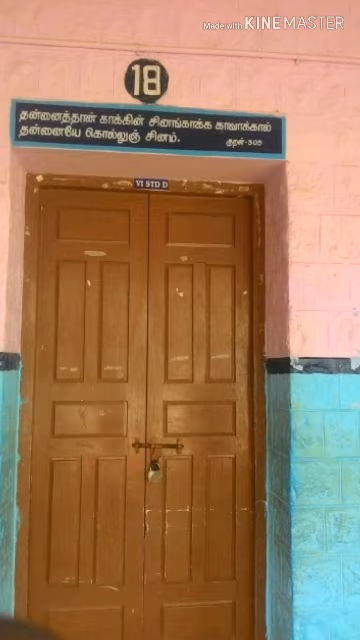 Made with KINEMASTER
18
தன்னைத்தான் காக்கின் சினங்காக்க காவாக்கால்
தன்னையே கொல்லுஞ் சினம்.
குறள்-305
VI STD D